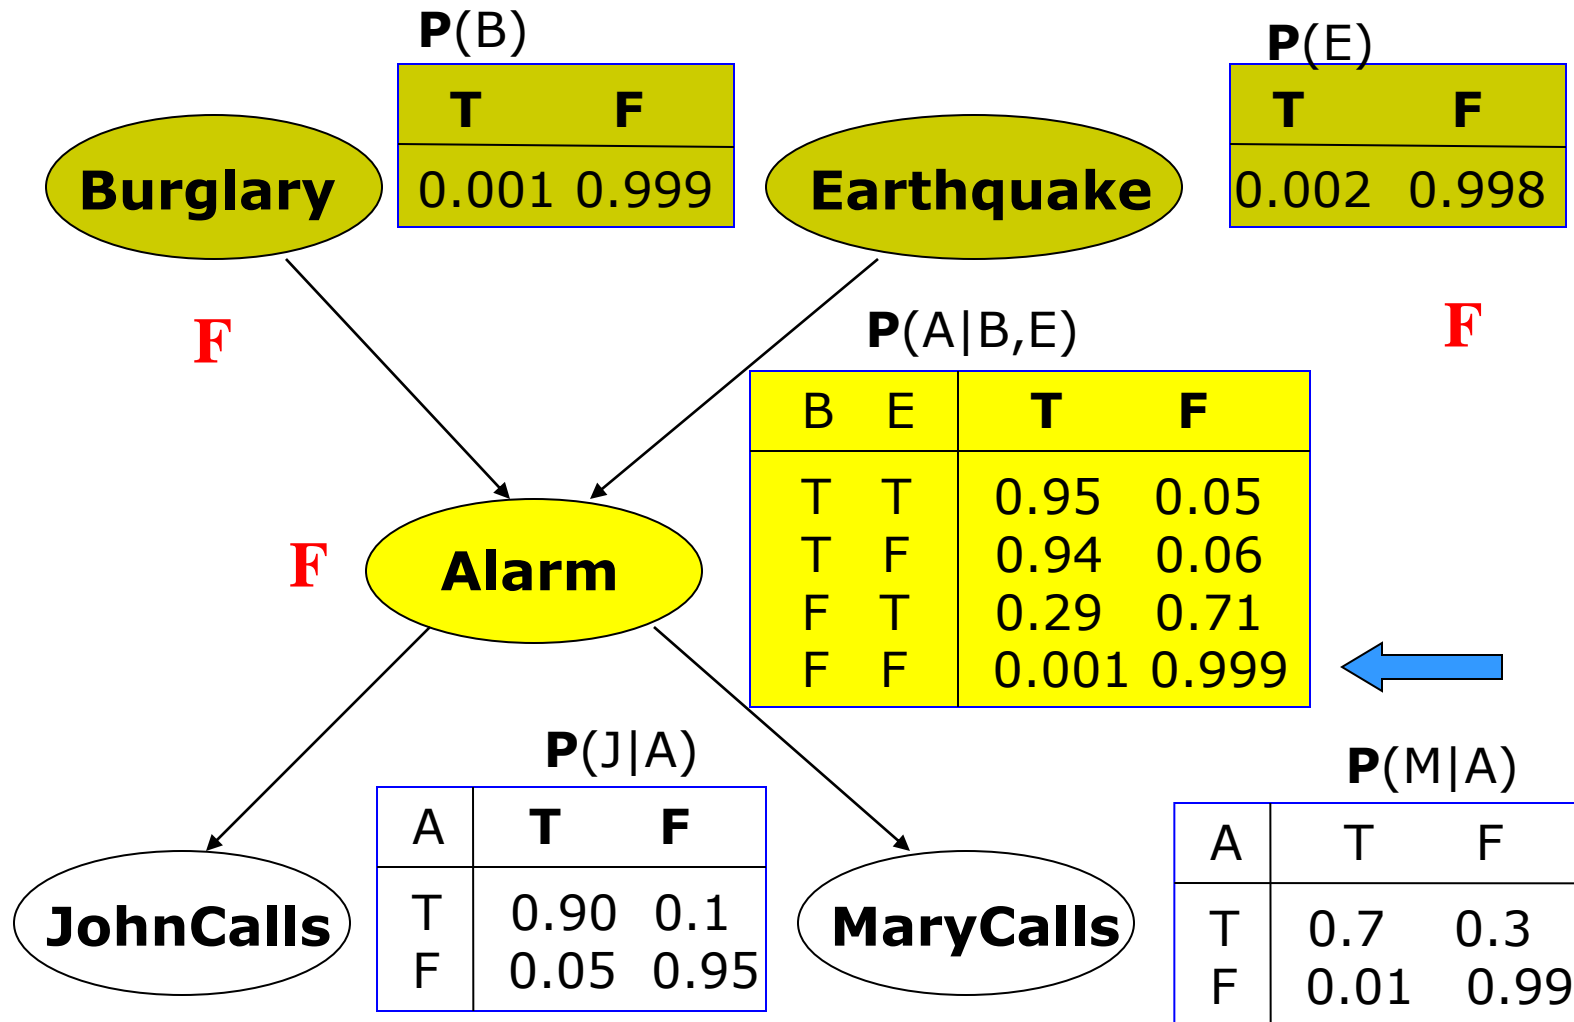 P(B)
P(E)
T F
T F
Burglary
0.001 0.999
Earthquake
0.002 0.998
F
P(A|B,E)
F
B E T F
T T 0.95 0.05
T F 0.94 0.06
F T 0.29 0.71
F F 0.001 0.999
F
Alarm
P(J|A)
P(M|A)
A T F
T 0.90 0.1
F 0.05 0.95
A T F
T 0.7 0.3
F 0.01 0.99
JohnCalls
MaryCalls